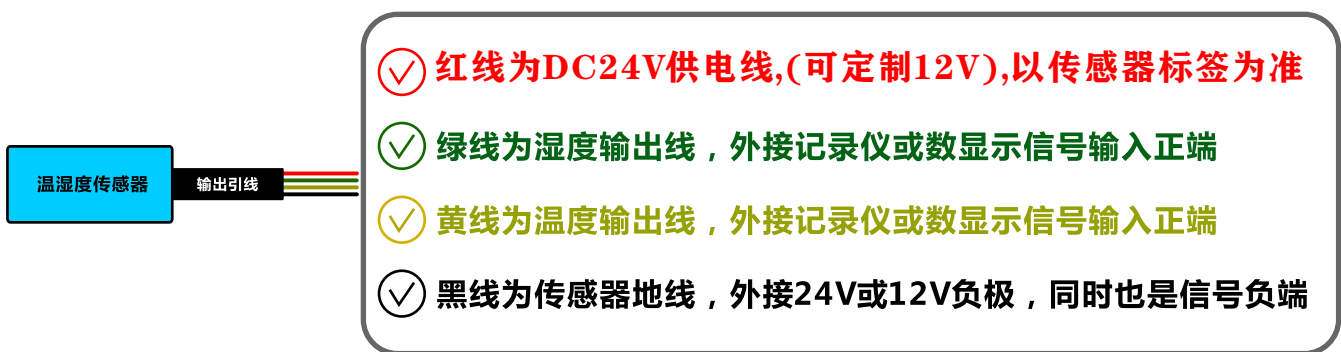 红线为DC24V供电线,(可定制12V),以传感器标签为准
绿线为湿度输出线，外接记录仪或数显示信号输入正端
温湿度传感器
输出引线
黄线为温度输出线，外接记录仪或数显示信号输入正端
黑线为传感器地线，外接24V或12V负极，同时也是信号负端